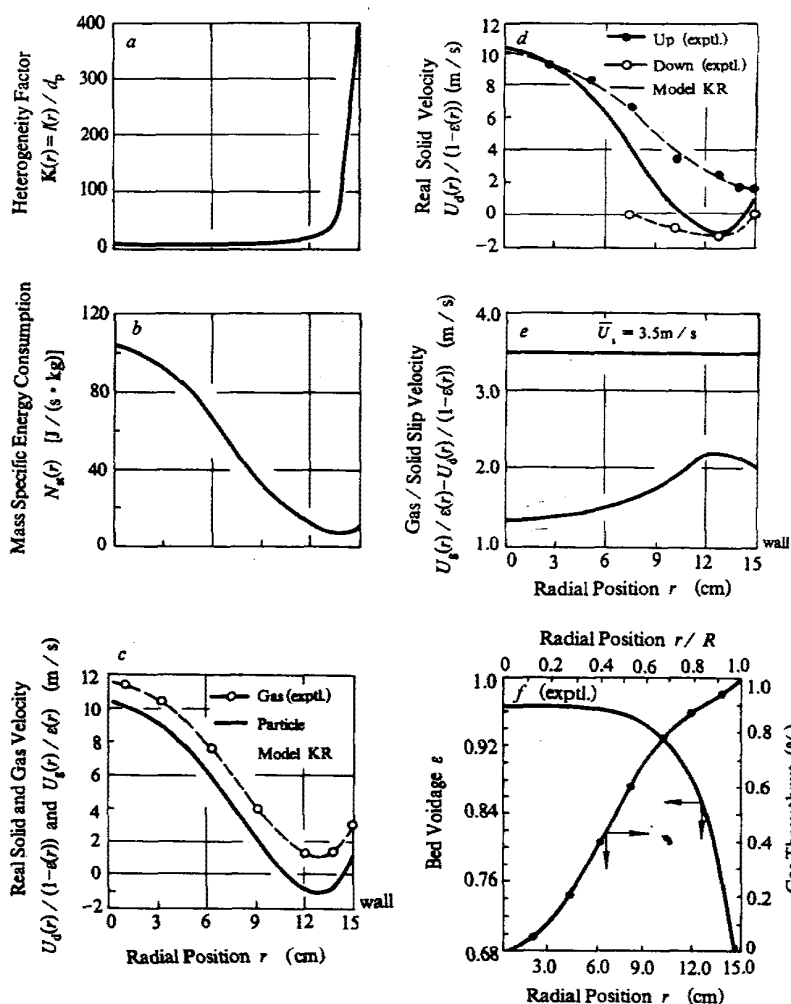 Heterogeneity Factor
K(r) = l(r) / d_p
400
300
200
100
0
a
Real Solid Velocity
U_d(r) / (1-ε(r)) (m / s)
12
10
8
6
4
2
0
−2
d
Up (exptl.)
Down (exptl.)
Model KR
Mass Specific Energy Consumption
N_st(r) [J / (s • kg)]
120
80
40
0
b
Gas / Solid Slip Velocity
U_g(r) / ε(r)−U_d(r) / (1−ε(r)) (m / s)
4.0
3.0
2.0
1.0
e
U̅_s = 3.5m / s
0 3 6 9 12 15
wall
Radial Position r (cm)
Real Solid and Gas Velocity
U_d(r) / (1−ε(r)) and U_g(r) / ε(r) (m / s)
12
10
8
6
4
2
0
−2
c
Gas (exptl.)
Particle
Model KR
0 3 6 9 12 15
wall
Radial Position r (cm)
Radial Position r / R
0 0.2 0.4 0.6 0.8 1.0
f (exptl.)
Bed Voidage ε
1.0
0.92
0.84
0.76
0.68
1.0
0.8
0.6
0.4
0.2
0
3.0 6.0 9.0 12.0 15.0
Radial Position r (cm)